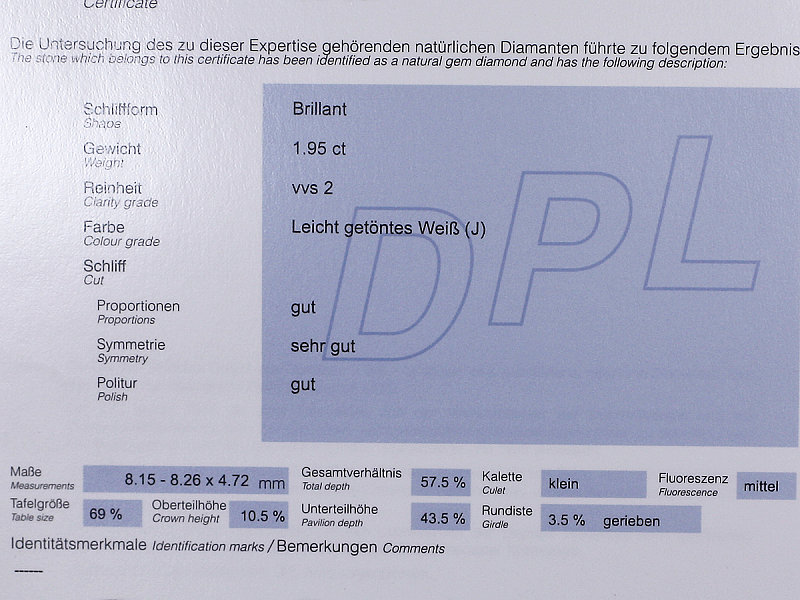 Certificate
Die Untersuchung des zu dieser Expertise gehörenden natürlichen Diamanten führte zu folgendem Ergebnis
The stone which belongs to this certificate has been identified as a natural gem diamond and has the following description:
Schliffform Brillant
Shape
Gewicht 1.95 ct
Weight
Reinheit vvs 2
Clarity grade
Farbe Leicht getöntes Weiß (J)
Colour grade
Schliff
Cut
Proportionen gut
Proportions
Symmetrie sehr gut
Symmetry
Politur gut
Polish
DPL
Maße 8.15 - 8.26 x 4.72 mm Gesamtverhältnis 57.5 % Kalette klein Fluoreszenz mittel
Measurements Total depth Culet Fluorescence
Tafelgröße 69 % Oberteilhöhe 10.5 % Unterteilhöhe 43.5 % Rundiste 3.5 % gerieben
Table size Crown height Pavilion depth Girdle
Identitätsmerkmale Identification marks / Bemerkungen Comments
------